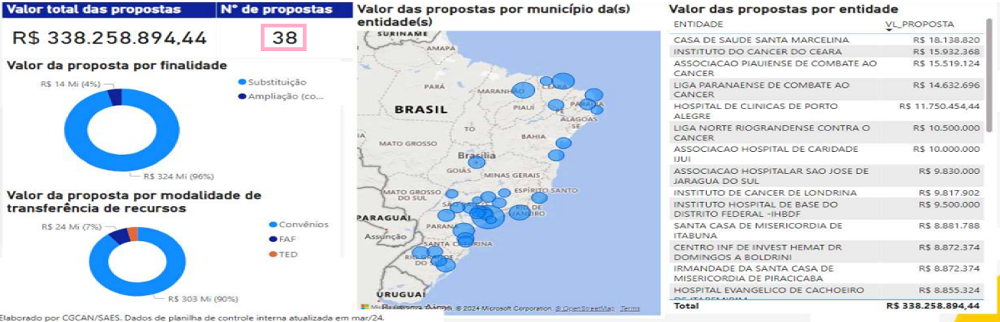 Valor total das propostas
R$ 338.258.894,44
N° de propostas
38
Valor da proposta por finalidade
R$ 14 Mi (4%)
R$ 324 Mi (96%)
Substituição
Ampliação (co...
Valor da proposta por modalidade de
transferência de recursos
R$ 24 Mi (7%)
R$ 303 Mi (90%)
Convênios
FAF
TED
Elaborado por CGCAN/SAES. Dados de planilha de controle interna atualizada em mar/24.
Valor das propostas por município da(s)
entidade(s)
SURINAME
AMAPÁ
PARÁ
MARANHÃO
CEARÁ
BRASIL
PIAUÍ
PARAÍBA
PE
ALAGOAS
SE
TO
BAHIA
MATO GROSSO
Brasília
GOIÁS
MINAS GERAIS
MATO GROSSO
DO SUL
ESPÍRITO SANTO
RIO DE
JANEIRO
PARAGUAI
PARANÁ
Assunção
SANTA CATARINA
RIO GRANDE
DO SUL
URUGUAI
Buenos Aires
© 2024 Microsoft Corporation, © OpenStreetMap Terms
Valor das propostas por entidade
ENTIDADE VL_PROPOSTA
CASA DE SAUDE SANTA MARCELINA R$ 18.138.820
INSTITUTO DO CANCER DO CEARA R$ 15.932.368
ASSOCIACAO PIAUIENSE DE COMBATE AO R$ 15.519.124
CANCER
LIGA PARANAENSE DE COMBATE AO R$ 14.632.696
CANCER
HOSPITAL DE CLINICAS DE PORTO R$ 11.750.454,44
ALEGRE
LIGA NORTE RIOGRANDENSE CONTRA O R$ 10.500.000
CANCER
ASSOCIACAO HOSPITAL DE CARIDADE R$ 10.000.000
IJUI
ASSOCIACAO HOSPITALAR SAO JOSE DE R$ 9.830.000
JARAGUA DO SUL
INSTITUTO DE CANCER DE LONDRINA R$ 9.817.902
INSTITUTO HOSPITAL DE BASE DO R$ 9.500.000
DISTRITO FEDERAL -IHBDF
SANTA CASA DE MISERICORDIA DE R$ 8.881.788
ITABUNA
CENTRO INF DE INVEST HEMAT DR R$ 8.872.374
DOMINGOS A BOLDRINI
IRMANDADE DA SANTA CASA DE R$ 8.872.374
MISERICORDIA DE PIRACICABA
HOSPITAL EVANGELICO DE CACHOEIRO R$ 8.855.324
Total R$ 338.258.894,44